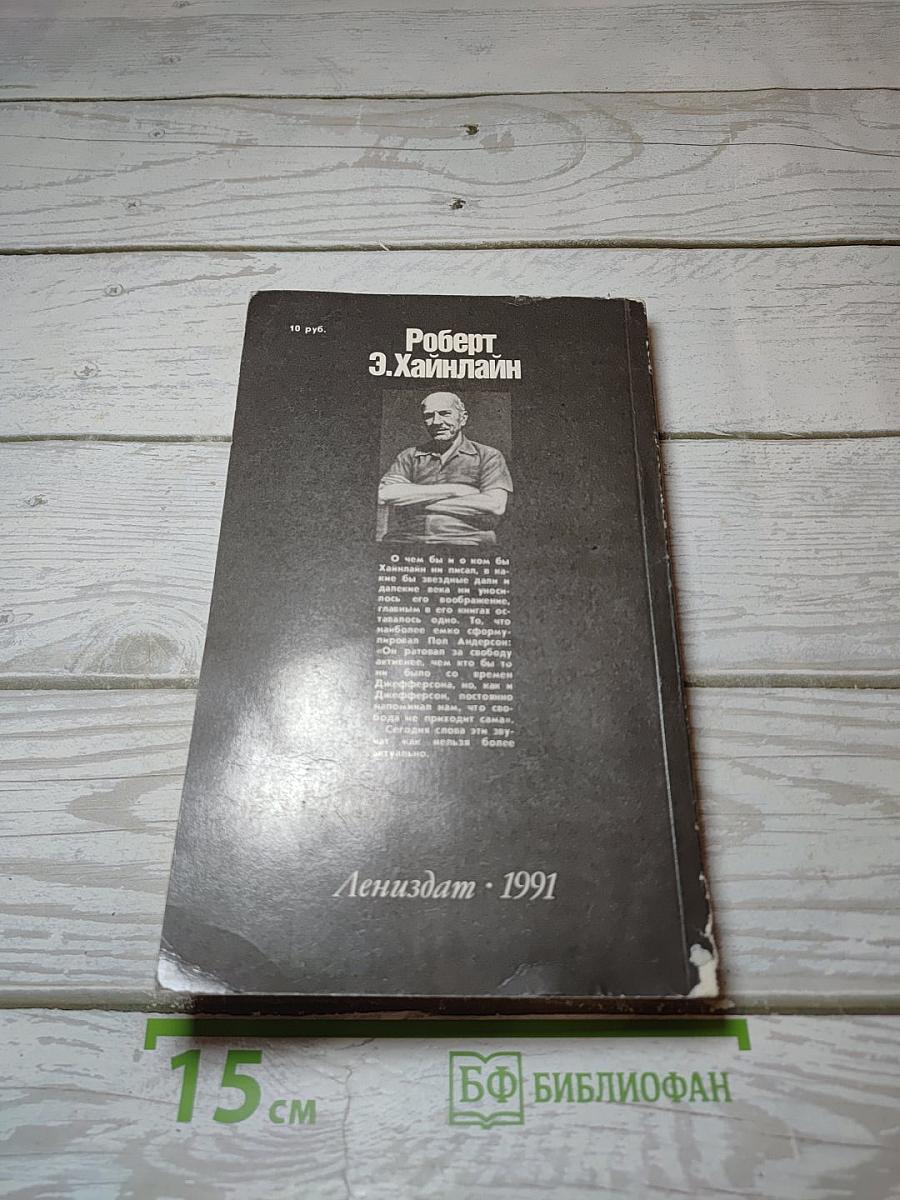 10 руб.
Роберт
Э.Хайнлайн
О чем бы и о ком бы
Хайнлайн ни писал, в ка-
кие бы звездные дали и
далекие века ни уноси-
лось его воображение,
главным в его книгах ос-
тавалось одно. То, что
наиболее емко сформу-
лировал Пол Андерсон:
«Он ратовал за свободу
активнее, чем кто бы то
ни было со времен
Джефферсона, но, как и
Джефферсон, постоянно
напоминал нам, что сво-
бода не приходит сама».
Сегодня слова эти зву-
чат как нельзя более
актуально.
Лениздат · 1991
15 см
БФ БИБЛИОФАН